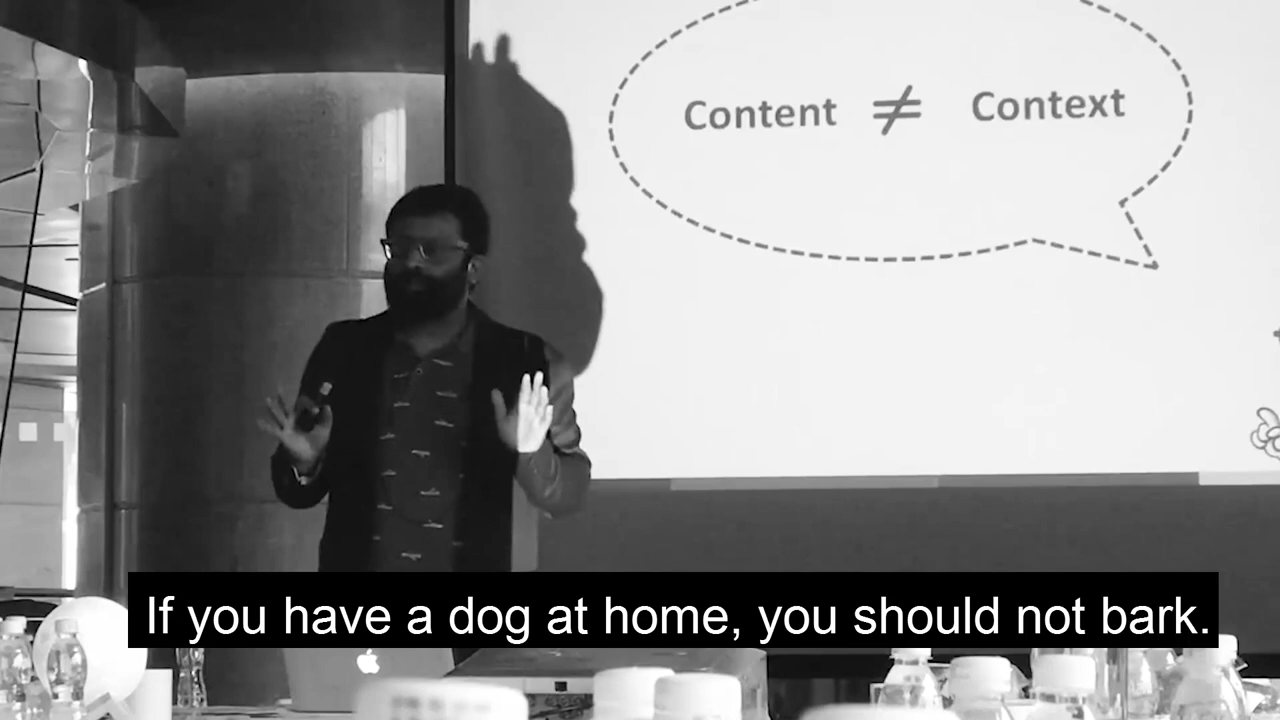 Content ≠ Context
If you have a dog at home, you should not bark.